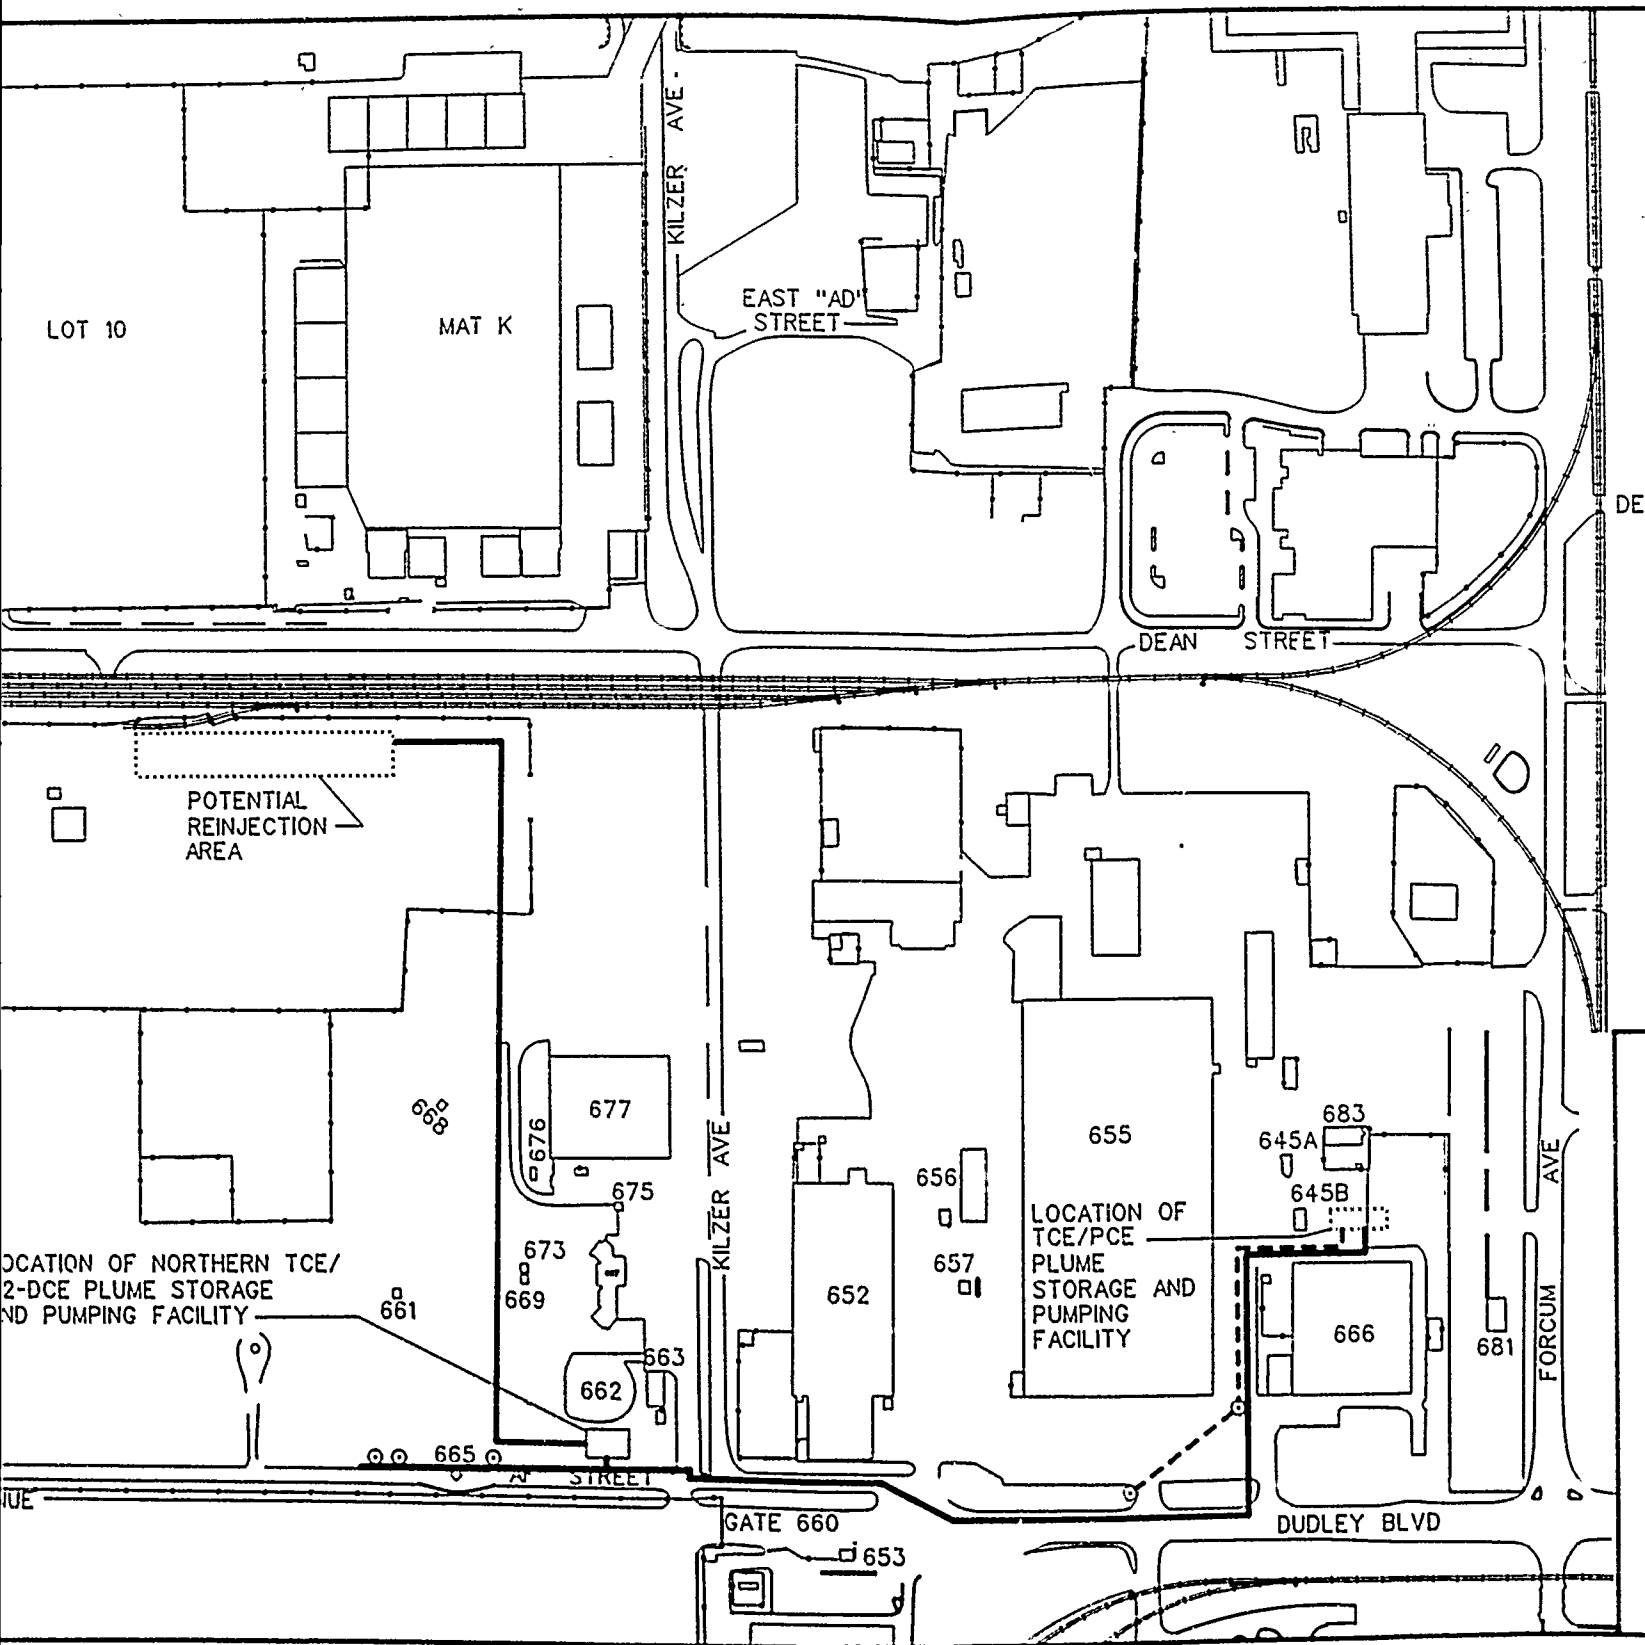 KILZER AVE.
EAST "AD"
STREET
LOT 10
MAT K
DE
DEAN STREET
POTENTIAL
REINJECTION
AREA
668
676
677
675
683
645A
655
656
645B
KILZER AVE
AVE
LOCATION OF
TCE/PCE
PLUME
STORAGE AND
PUMPING
FACILITY
OCATION OF NORTHERN TCE/
2-DCE PLUME STORAGE
ND PUMPING FACILITY
673
669
661
657
652
666
681
FORCUM
663
662
665
STREET
UE
GATE 660
DUDLEY BLVD
653